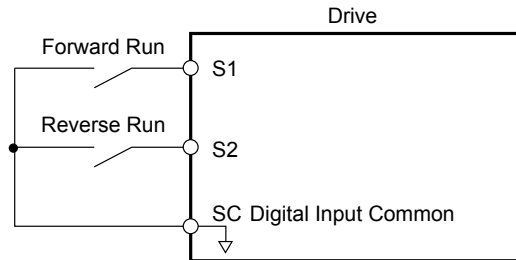 Drive
Forward Run
S1
Reverse Run
S2
SC Digital Input Common